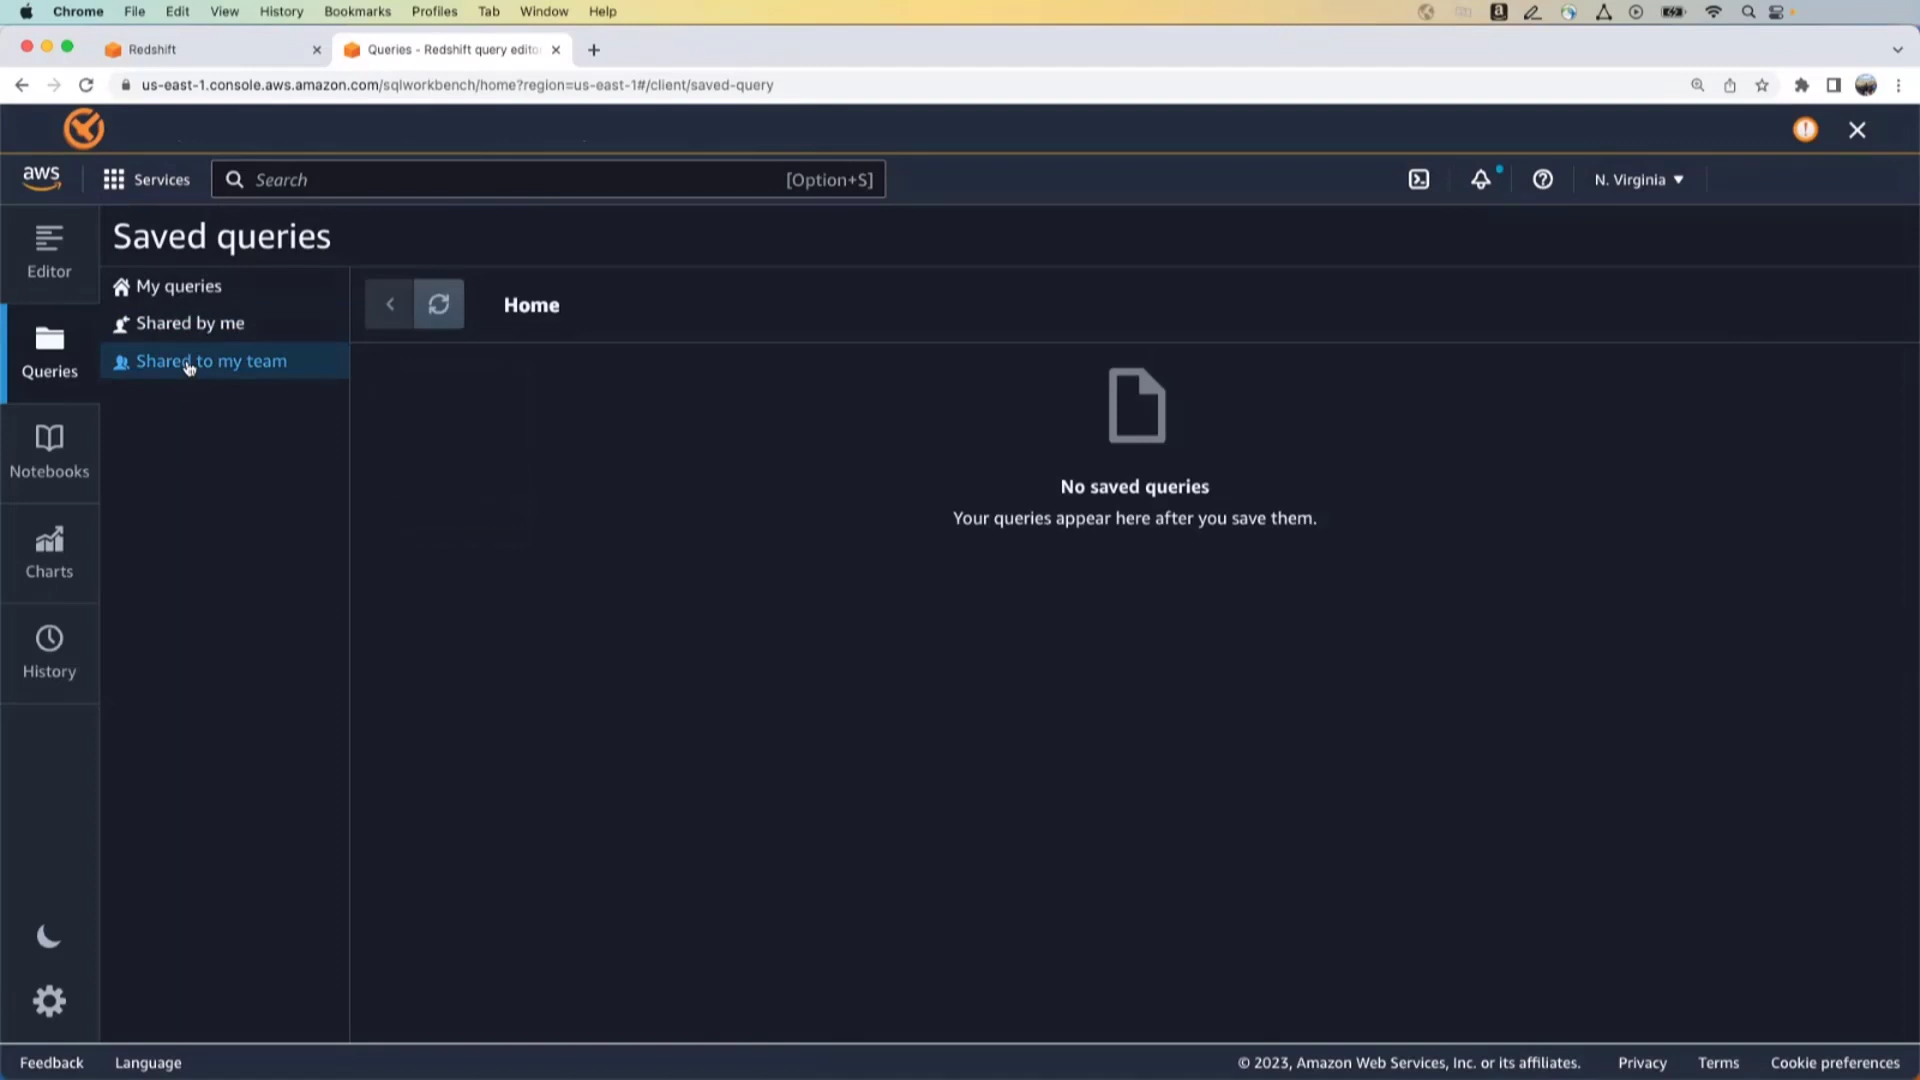 Chrome File Edit View History Bookmarks Profiles Tab Window Help
Redshift
Queries - Redshift query edito
us-east-1.console.aws.amazon.com/sqlworkbench/home?region=us-east-1#/client/saved-query
aws
Services
Search
[Option+S]
N. Virginia
Editor
Saved queries
My queries
Shared by me
Shared to my team
Home
Queries
Notebooks
No saved queries
Your queries appear here after you save them.
Charts
History
Feedback
Language
© 2023, Amazon Web Services, Inc. or its affiliates.
Privacy
Terms
Cookie preferences